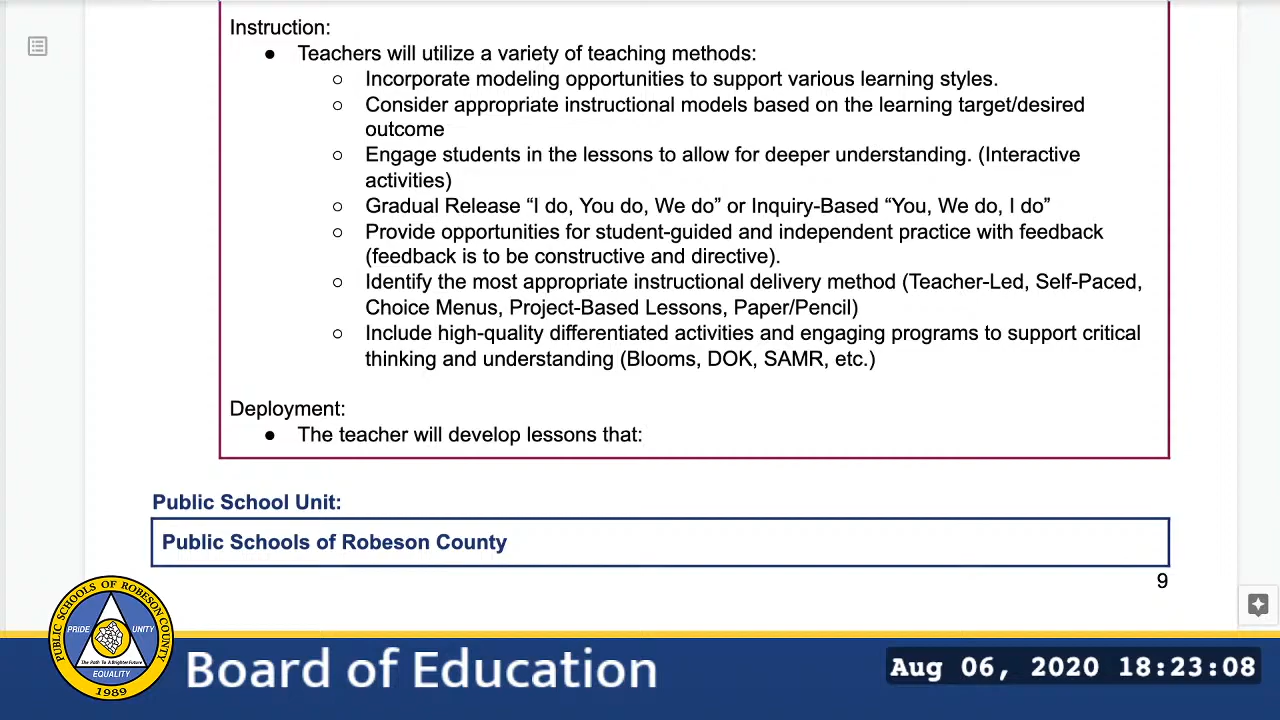 Instruction:
● Teachers will utilize a variety of teaching methods:
○ Incorporate modeling opportunities to support various learning styles.
○ Consider appropriate instructional models based on the learning target/desired
outcome
○ Engage students in the lessons to allow for deeper understanding. (Interactive
activities)
○ Gradual Release “I do, You do, We do” or Inquiry-Based “You, We do, I do”
○ Provide opportunities for student-guided and independent practice with feedback
(feedback is to be constructive and directive).
○ Identify the most appropriate instructional delivery method (Teacher-Led, Self-Paced,
Choice Menus, Project-Based Lessons, Paper/Pencil)
○ Include high-quality differentiated activities and engaging programs to support critical
thinking and understanding (Blooms, DOK, SAMR, etc.)
Deployment:
● The teacher will develop lessons that:
Public School Unit:
Public Schools of Robeson County
9
PUBLIC SCHOOLS OF ROBESON COUNTY
PRIDE UNITY
The Path To A Brighter Future
EQUALITY
1989
Board of Education
Aug 06, 2020 18:23:08